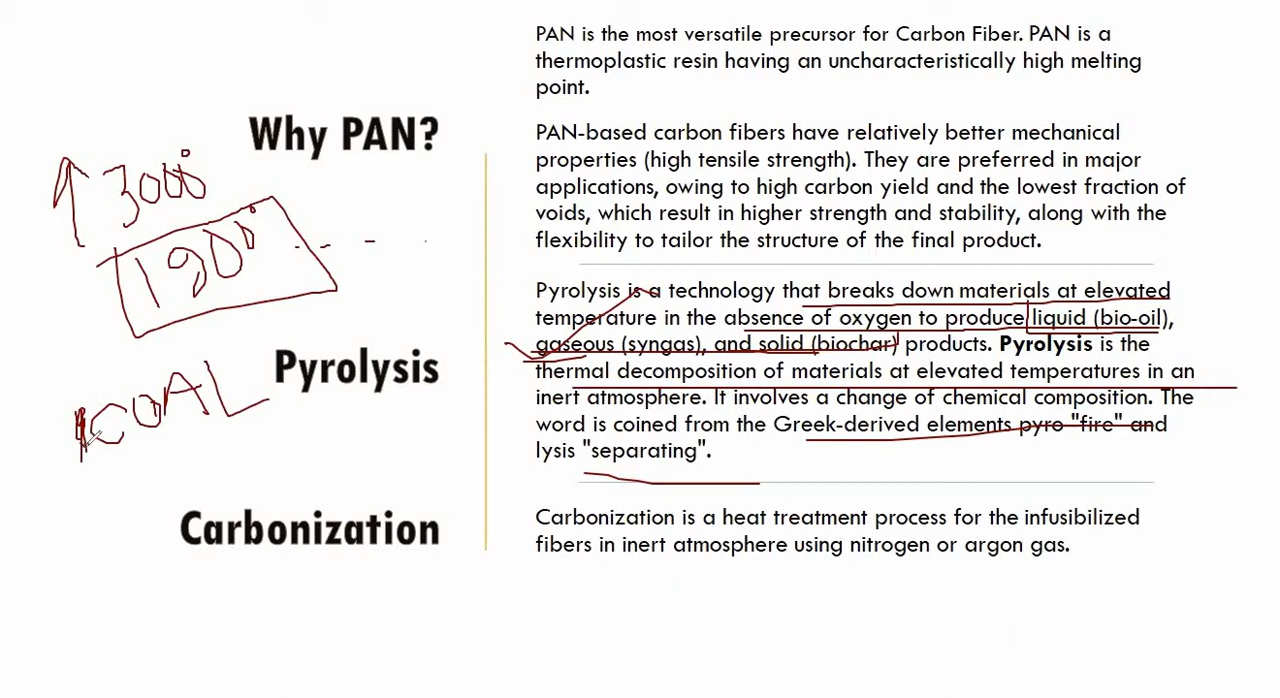 Why PAN?
PAN is the most versatile precursor for Carbon Fiber. PAN is a
thermoplastic resin having an uncharacteristically high melting
point.
PAN-based carbon fibers have relatively better mechanical
properties (high tensile strength). They are preferred in major
applications, owing to high carbon yield and the lowest fraction of
voids, which result in higher strength and stability, along with the
flexibility to tailor the structure of the final product.
3000°
1900°
Pyrolysis
Pyrolysis is a technology that breaks down materials at elevated
temperature in the absence of oxygen to produce liquid (bio-oil),
gaseous (syngas), and solid (biochar) products. Pyrolysis is the
thermal decomposition of materials at elevated temperatures in an
inert atmosphere. It involves a change of chemical composition. The
word is coined from the Greek-derived elements pyro "fire" and
lysis "separating".
COAL
Carbonization
Carbonization is a heat treatment process for the infusibilized
fibers in inert atmosphere using nitrogen or argon gas.